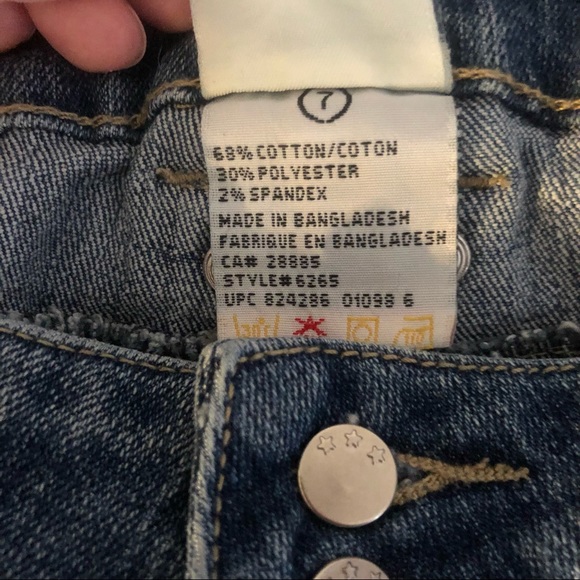 7
68% COTTON/COTON
30% POLYESTER
2% SPANDEX
MADE IN BANGLADESH
FABRIQUE EN BANGLADESH
CA# 28885
STYLE#6265
UPC 824286 01098 6